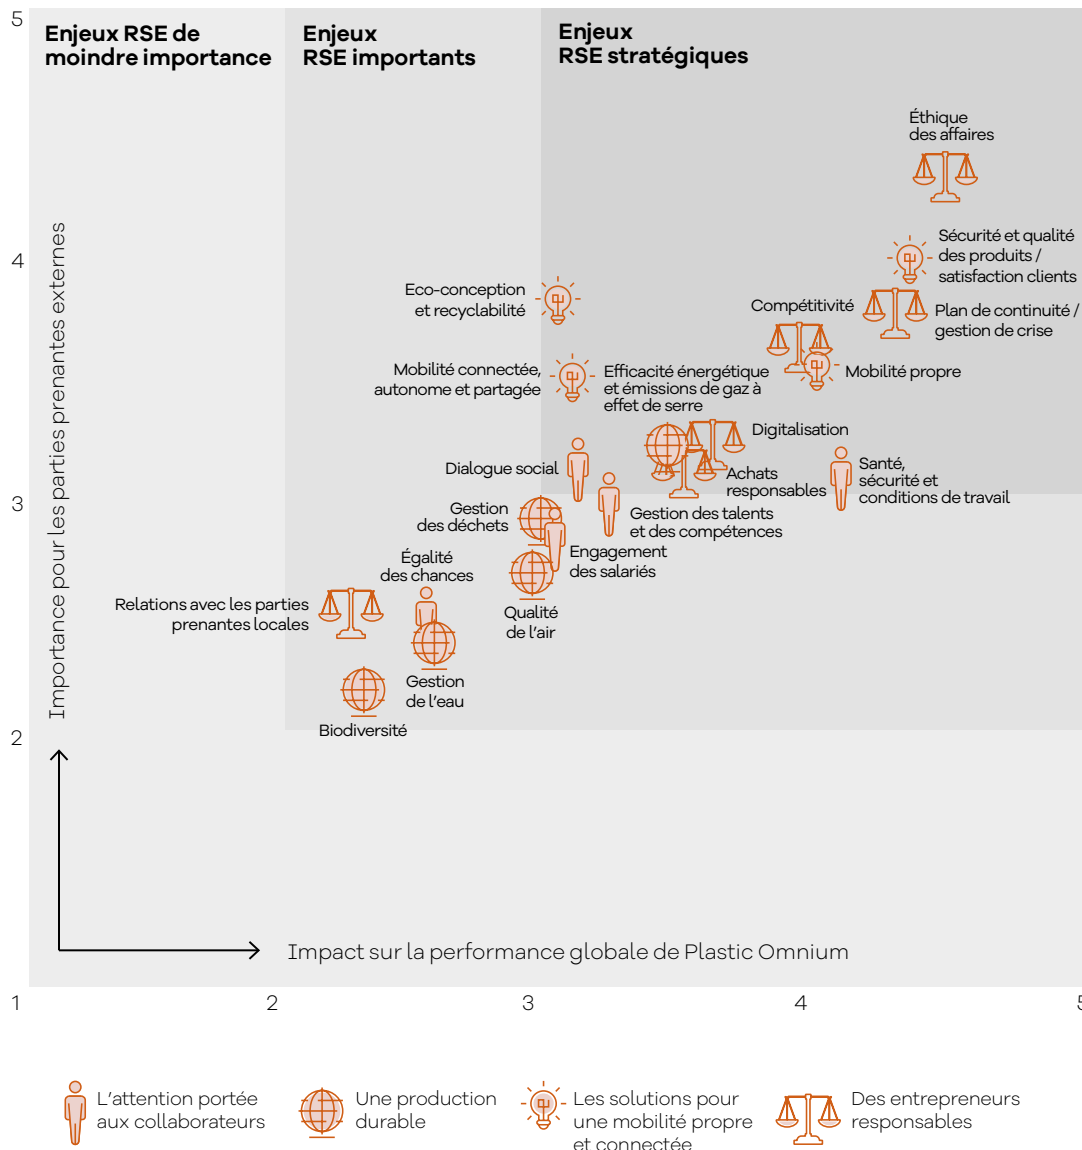 5
Enjeux RSE de
moindre importance
Enjeux
RSE importants
Enjeux
RSE stratégiques
Éthique
des affaires
Sécurité et qualité
des produits /
satisfaction clients
4
Eco-conception
et recyclabilité
Compétitivité
Plan de continuité /
gestion de crise
Mobilité connectée,
autonome et partagée
Efficacité énergétique
et émissions de gaz à
effet de serre
Mobilité propre
Digitalisation
Dialogue social
Achats
responsables
Santé,
sécurité et
conditions de travail
3
Gestion
des déchets
Gestion des talents
et des compétences
Engagement
des salariés
Égalité
des chances
Relations avec les parties
prenantes locales
Qualité
de l'air
Gestion
de l'eau
Biodiversité
2
Importance pour les parties prenantes externes
Impact sur la performance globale de Plastic Omnium
1
2
3
4
5
L'attention portée
aux collaborateurs
Une production
durable
Les solutions pour
une mobilité propre
et connectée
Des entrepreneurs
responsables